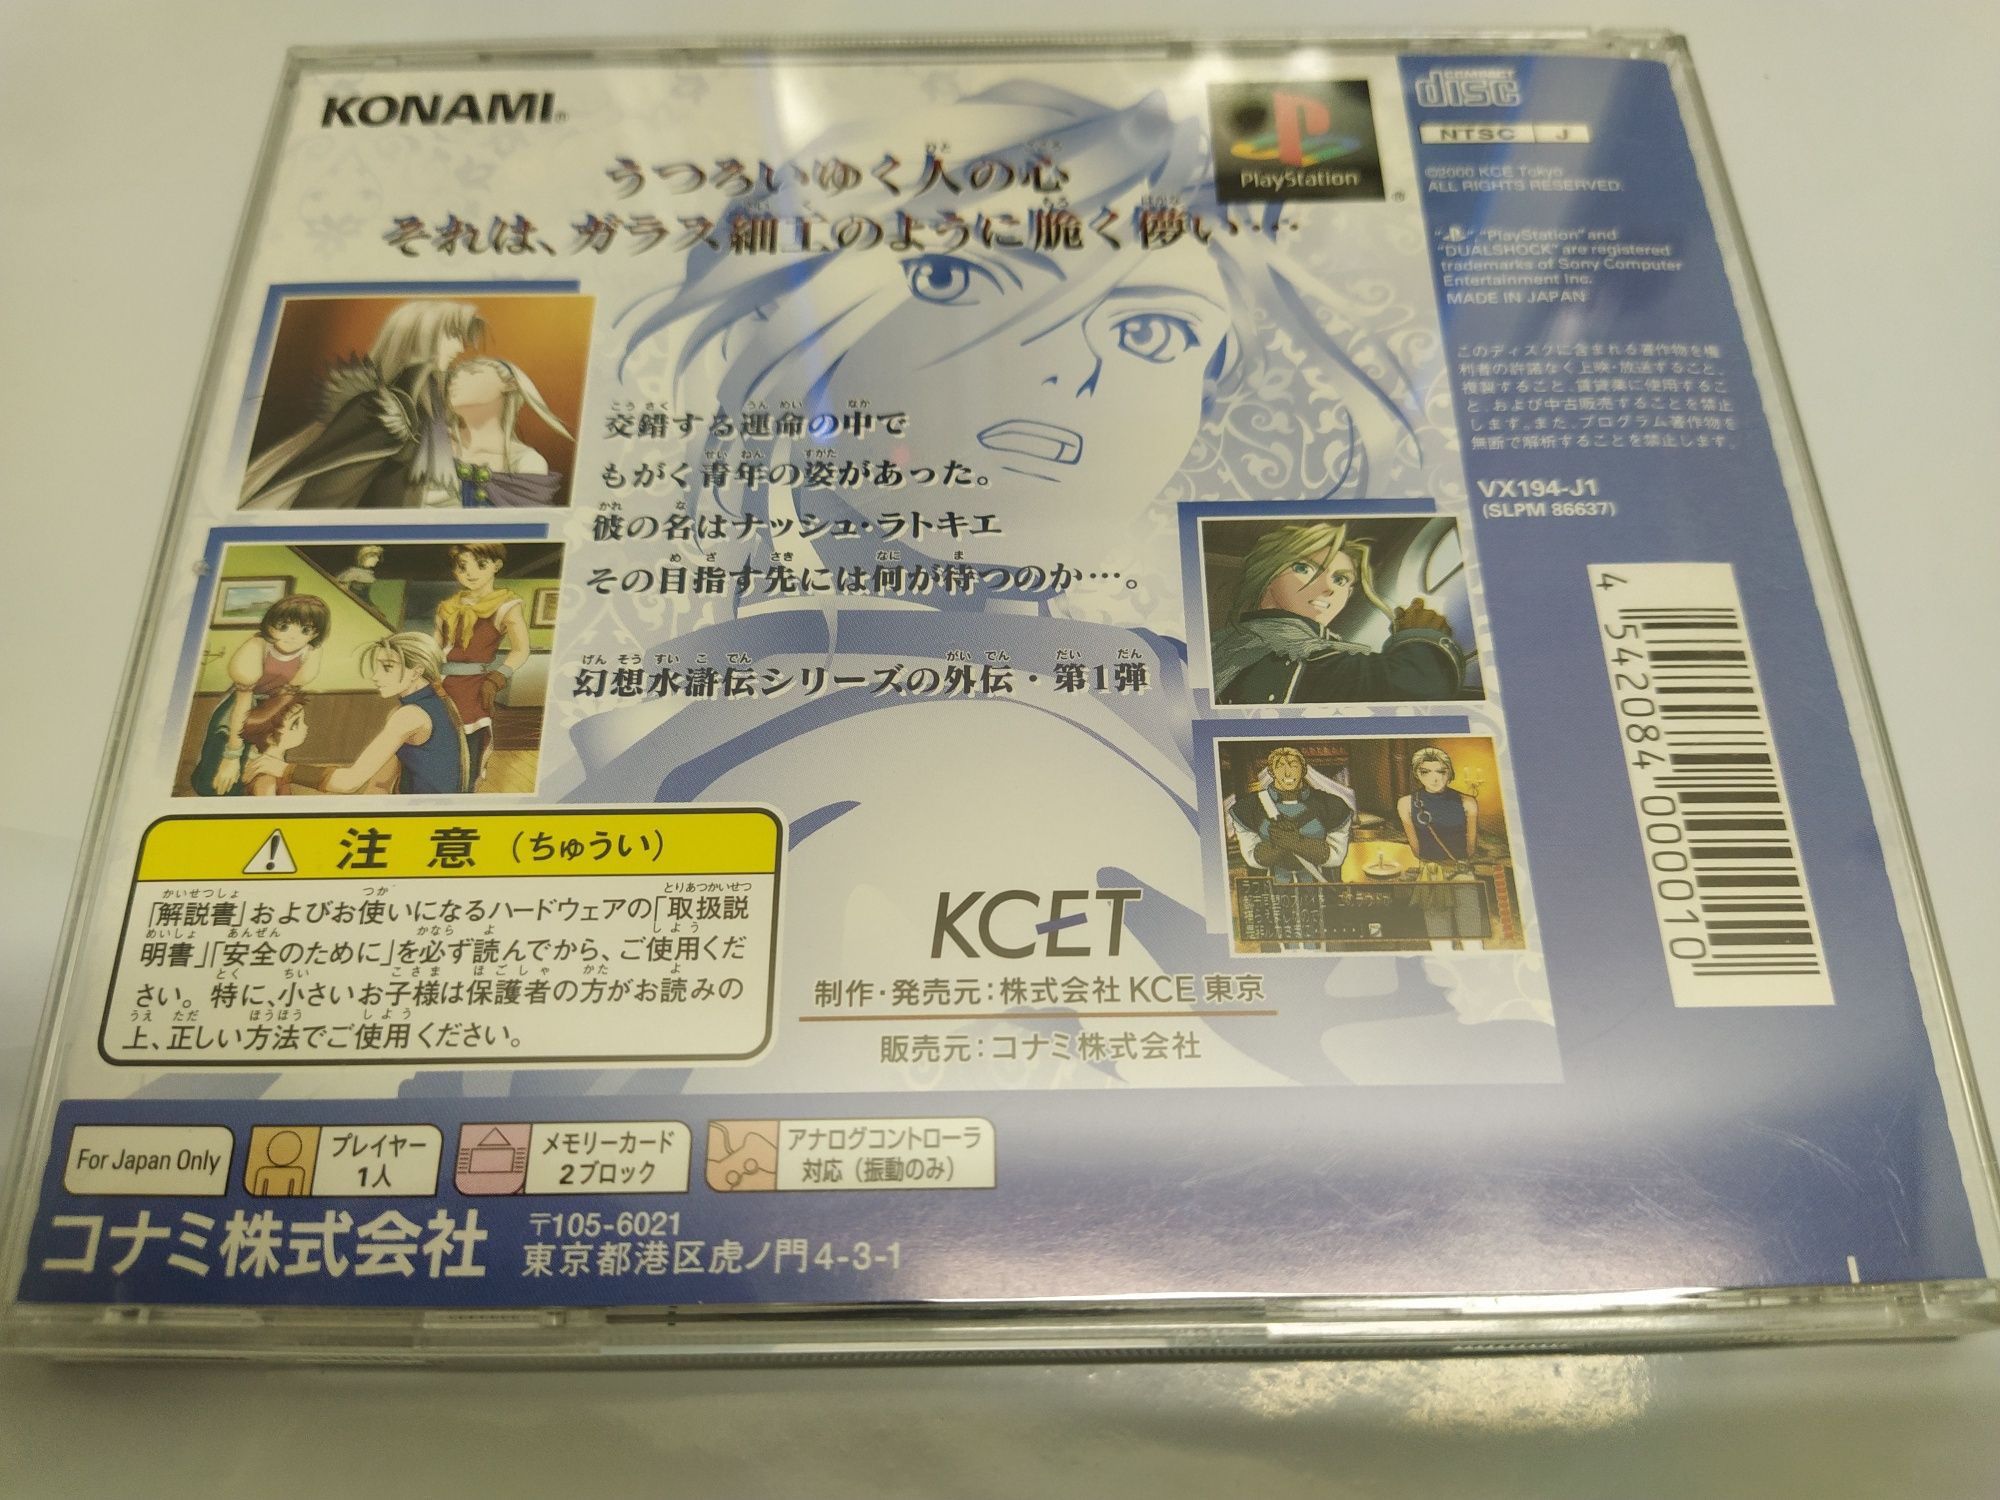 KONAMI®
うつろいゆく人の心
それは、ガラス細工のように脆く儚い…
PlayStation
®
交錯する運命の中で
もがく青年の姿があった。
彼の名はナッシュ・ラトキエ
その目指す先には何が待つのか…。
幻想水滸伝シリーズの外伝・第1弾
注意(ちゅうい)
「解説書」およびお使いになるハードウェアの「取扱説
明書」「安全のために」を必ず読んでから、ご使用くだ
さい。特に、小さいお子様は保護者の方がお読みの
上、正しい方法でご使用ください。
KCET
制作・発売元:株式会社KCE東京
販売元:コナミ株式会社
COMPACT
disc
NTSC J
©2000 KCE Tokyo
ALL RIGHTS RESERVED.
"PlayStation" and
"DUALSHOCK" are registered
trademarks of Sony Computer
Entertainment Inc.
MADE IN JAPAN
このディスクに含まれる著作物を権
利者の許諾なく上映・放送すること、
複製すること、賃貸業に使用するこ
と、および中古販売することを禁止
します。また、プログラム著作物を
無断で解析することを禁止します。
VX194-J1
(SLPM 86637)
4 542084 000010
For Japan Only
プレイヤー
1人
メモリーカード
2ブロック
アナログコントローラ
対応(振動のみ)
コナミ株式会社
〒105-6021
東京都港区虎ノ門4-3-1